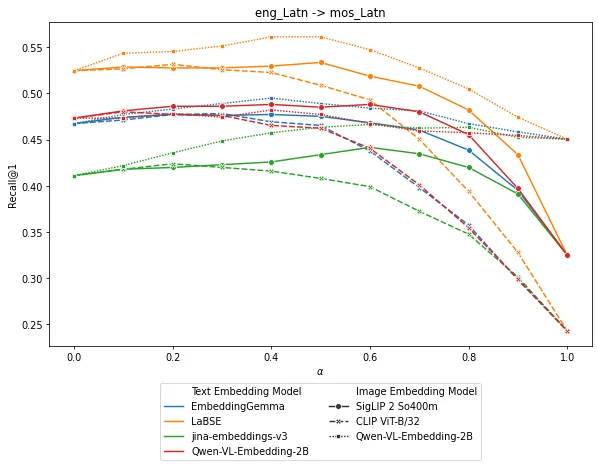 eng_Latn -> mos_Latn
Recall@1
0.55
0.50
0.45
0.40
0.35
0.30
0.25
0.0 0.2 0.4 0.6 0.8 1.0
α
Text Embedding Model
EmbeddingGemma
LaBSE
jina-embeddings-v3
Qwen-VL-Embedding-2B
Image Embedding Model
SigLIP 2 So400m
CLIP ViT-B/32
Qwen-VL-Embedding-2B